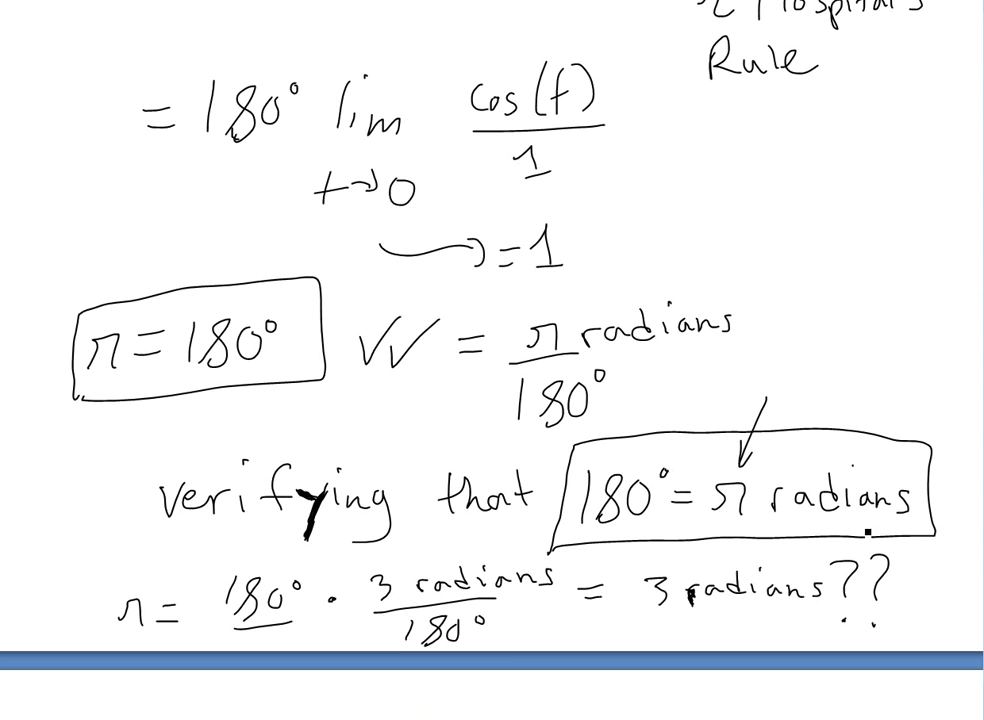 L'Hospital's
Rule
= 180° lim cos(t)/1
t→0
= 1
π = 180° √√ = π radians/180°
verifying that 180° = π radians
π = 180° · 3 radians/180° = 3 radians??